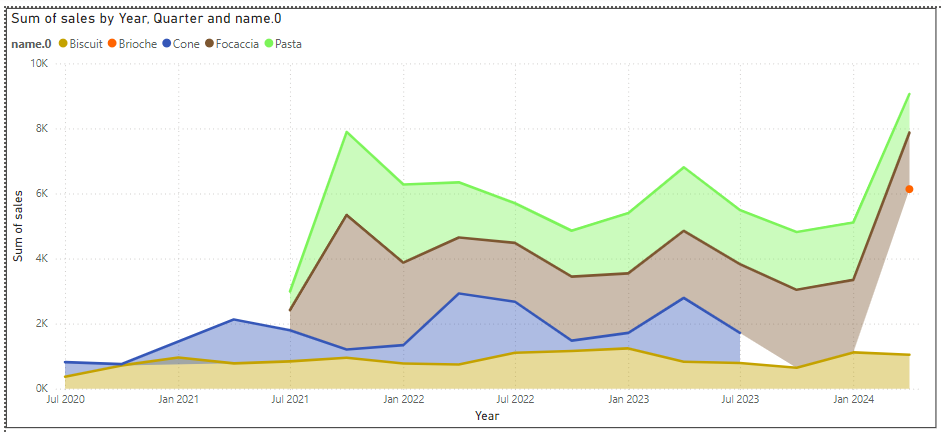 Sum of sales by Year, Quarter and name.0
name.0 Biscuit Brioche Cone Focaccia Pasta
10K
8K
6K
4K
2K
0K
Sum of sales
Jul 2020 Jan 2021 Jul 2021 Jan 2022 Jul 2022 Jan 2023 Jul 2023 Jan 2024
Year